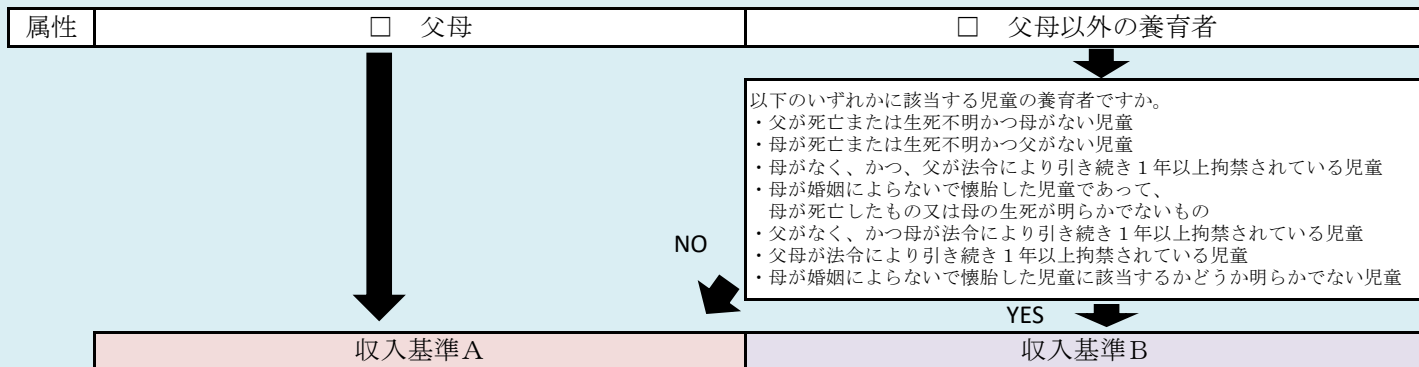 属性
□ 父母
□ 父母以外の養育者
以下のいずれかに該当する児童の養育者ですか。
・父が死亡または生死不明かつ母がない児童
・母が死亡または生死不明かつ父がない児童
・母がなく、かつ、父が法令により引き続き１年以上拘禁されている児童
・母が婚姻によらないで懐胎した児童であって、
母が死亡したもの又は母の生死が明らかでないもの
・父がなく、かつ母が法令により引き続き１年以上拘禁されている児童
・父母が法令により引き続き１年以上拘禁されている児童
・母が婚姻によらないで懐胎した児童に該当するかどうか明らかでない児童
NO
YES
収入基準Ａ
収入基準Ｂ